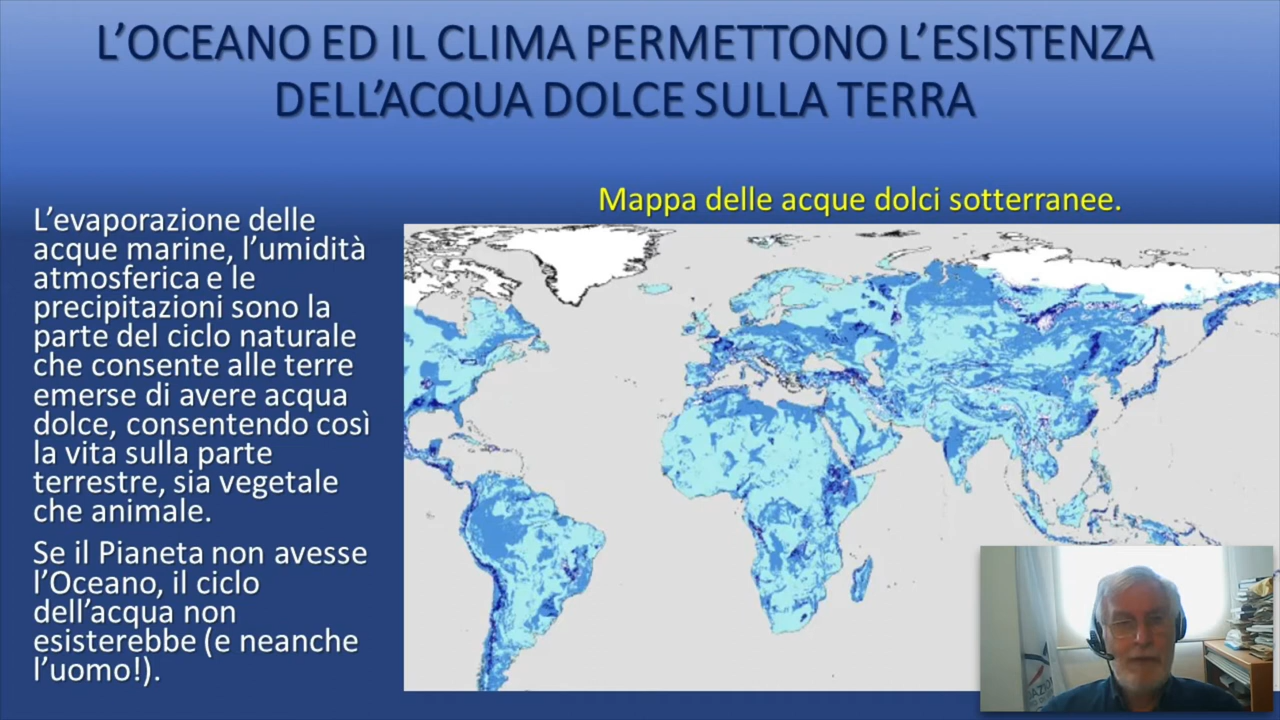 L’OCEANO ED IL CLIMA PERMETTONO L’ESISTENZA
DELL’ACQUA DOLCE SULLA TERRA
Mappa delle acque dolci sotterranee.
L’evaporazione delle
acque marine, l’umidità
atmosferica e le
precipitazioni sono la
parte del ciclo naturale
che consente alle terre
emerse di avere acqua
dolce, consentendo così
la vita sulla parte
terrestre, sia vegetale
che animale.
Se il Pianeta non avesse
l’Oceano, il ciclo
dell’acqua non
esisterebbe (e neanche
l’uomo!).